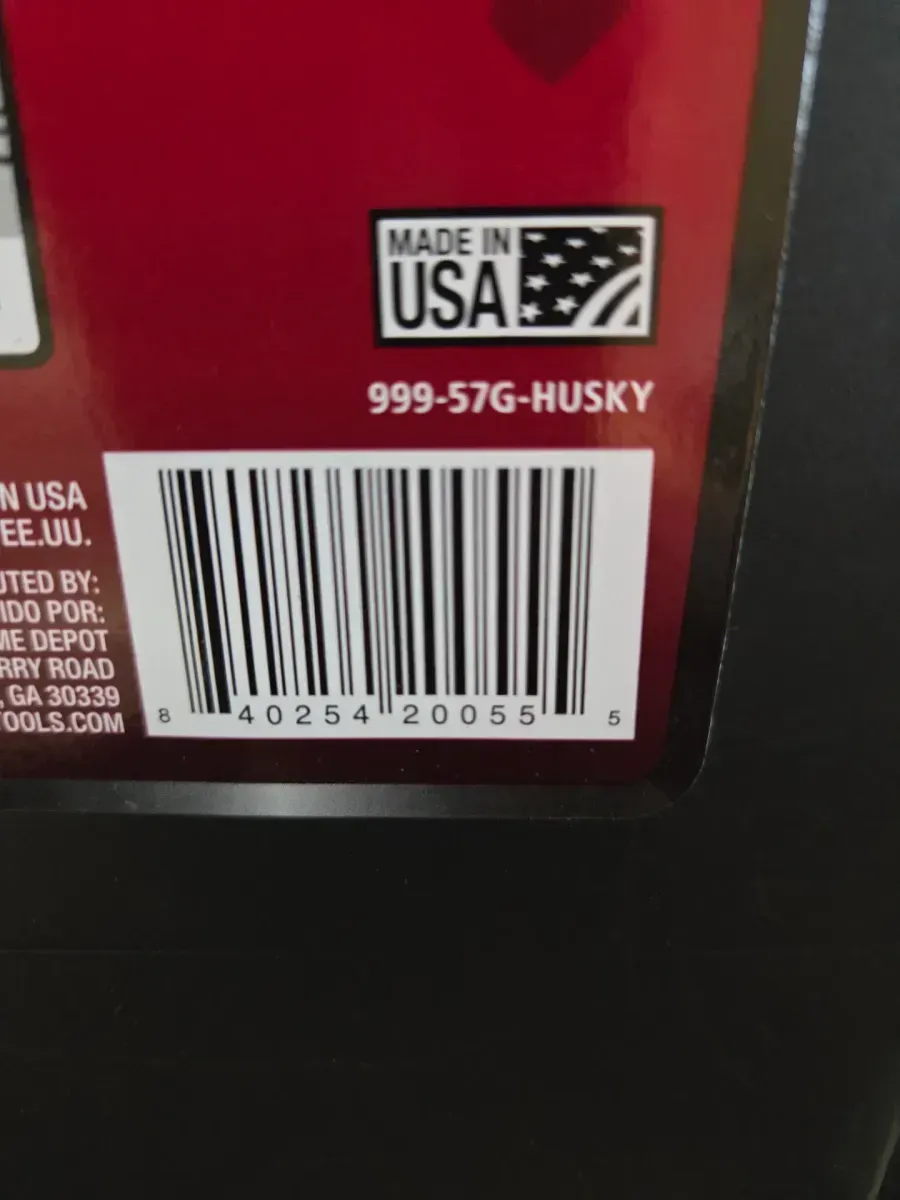 MADE IN
USA
999-57G-HUSKY
N USA
EE.UU.
UTED BY:
IDO POR:
ME DEPOT
RRY ROAD
, GA 30339
TOOLS.COM
8 40254 20055 5